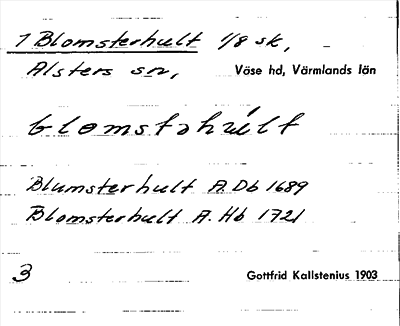 1 Blomsterhult 1/8 sk,
Alsters sn, Väse hd, Värmlands län
blomstəhúlt
Blumsterhult A. Db 1689
Blomsterhult A. Hb 1721
3 Gottfrid Kallstenius 1903